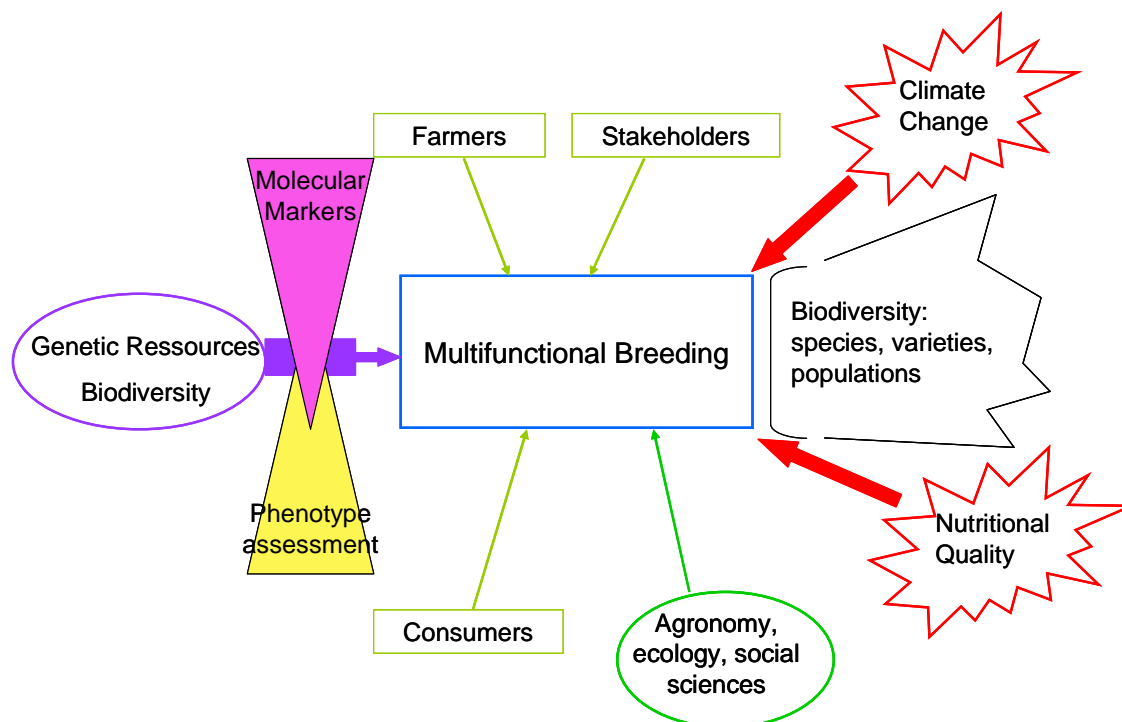 Climate
Change
Farmers
Stakeholders
Molecular
Markers
Genetic Ressources
Biodiversity
Multifunctional Breeding
Biodiversity:
species, varieties,
populations
Phenotype
assessment
Nutritional
Quality
Consumers
Agronomy,
ecology, social
sciences